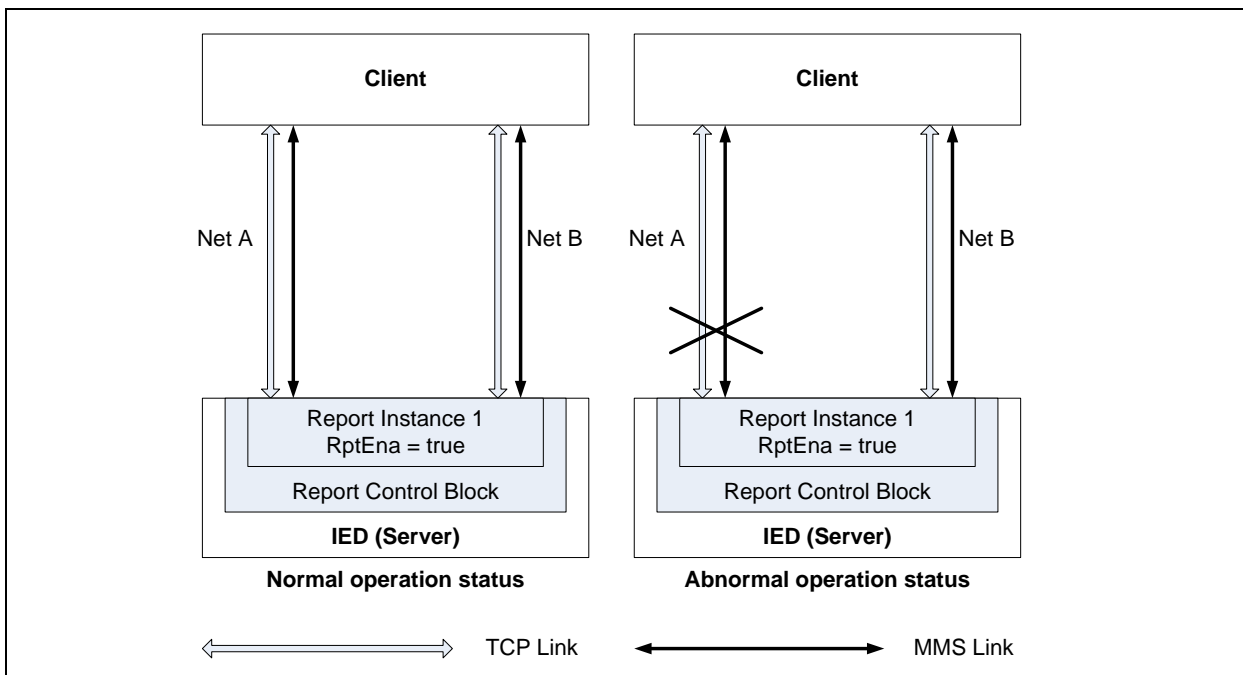 Client
Net A
Net B
Report Instance 1
RptEna = true
Report Control Block
IED (Server)
Normal operation status
Client
Net A
Net B
Report Instance 1
RptEna = true
Report Control Block
IED (Server)
Abnormal operation status
TCP Link
MMS Link